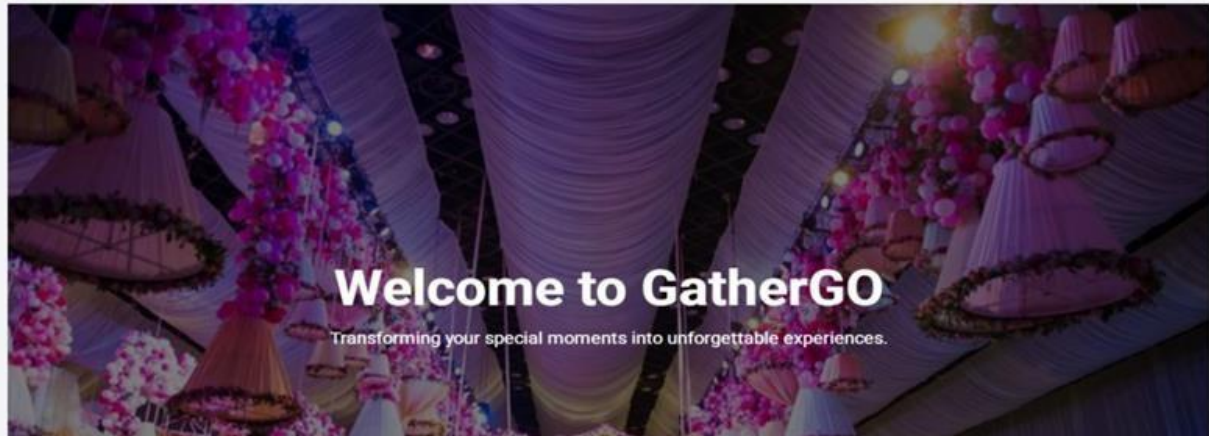 Welcome to GatherGO
Transforming your special moments into unforgettable experiences.